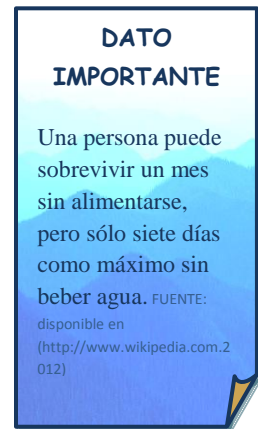 DATO
IMPORTANTE
Una persona puede
sobrevivir un mes
sin alimentarse,
pero sólo siete días
como máximo sin
beber agua. FUENTE:
disponible en
(http://www.wikipedia.com.2
012)